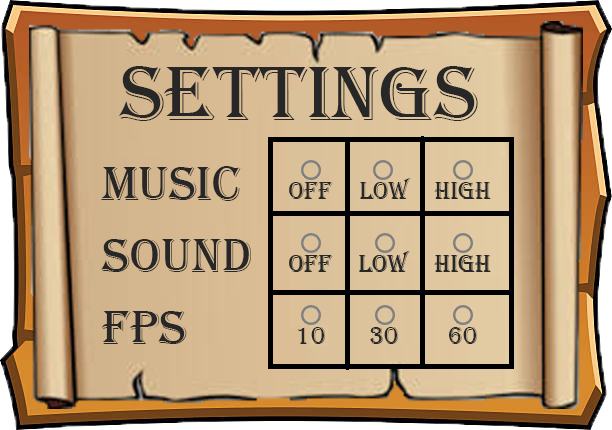 SETTINGS
MUSIC OFF LOW HIGH
SOUND OFF LOW HIGH
FPS 10 30 60